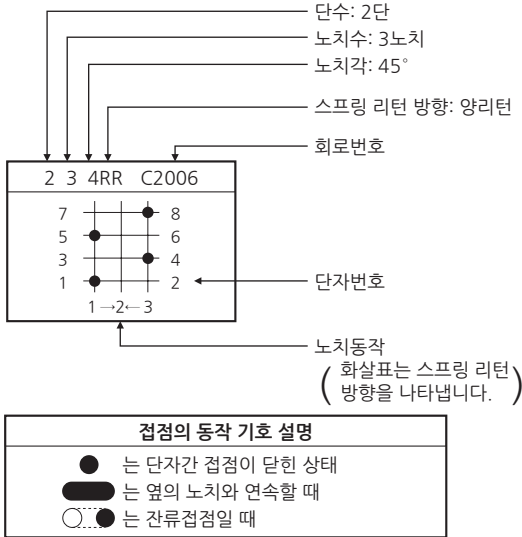 단수: 2단
노치수: 3노치
노치각: 45°
스프링 리턴 방향: 양리턴
회로번호
2 3 4RR C2006
7 8
5 6
3 4
1 2
단자번호
1→2←3
노치동작
(화살표는 스프링 리턴
방향을 나타냅니다.)
접점의 동작 기호 설명
는 단자간 접점이 닫힌 상태
는 옆의 노치와 연속할 때
는 잔류접점일 때